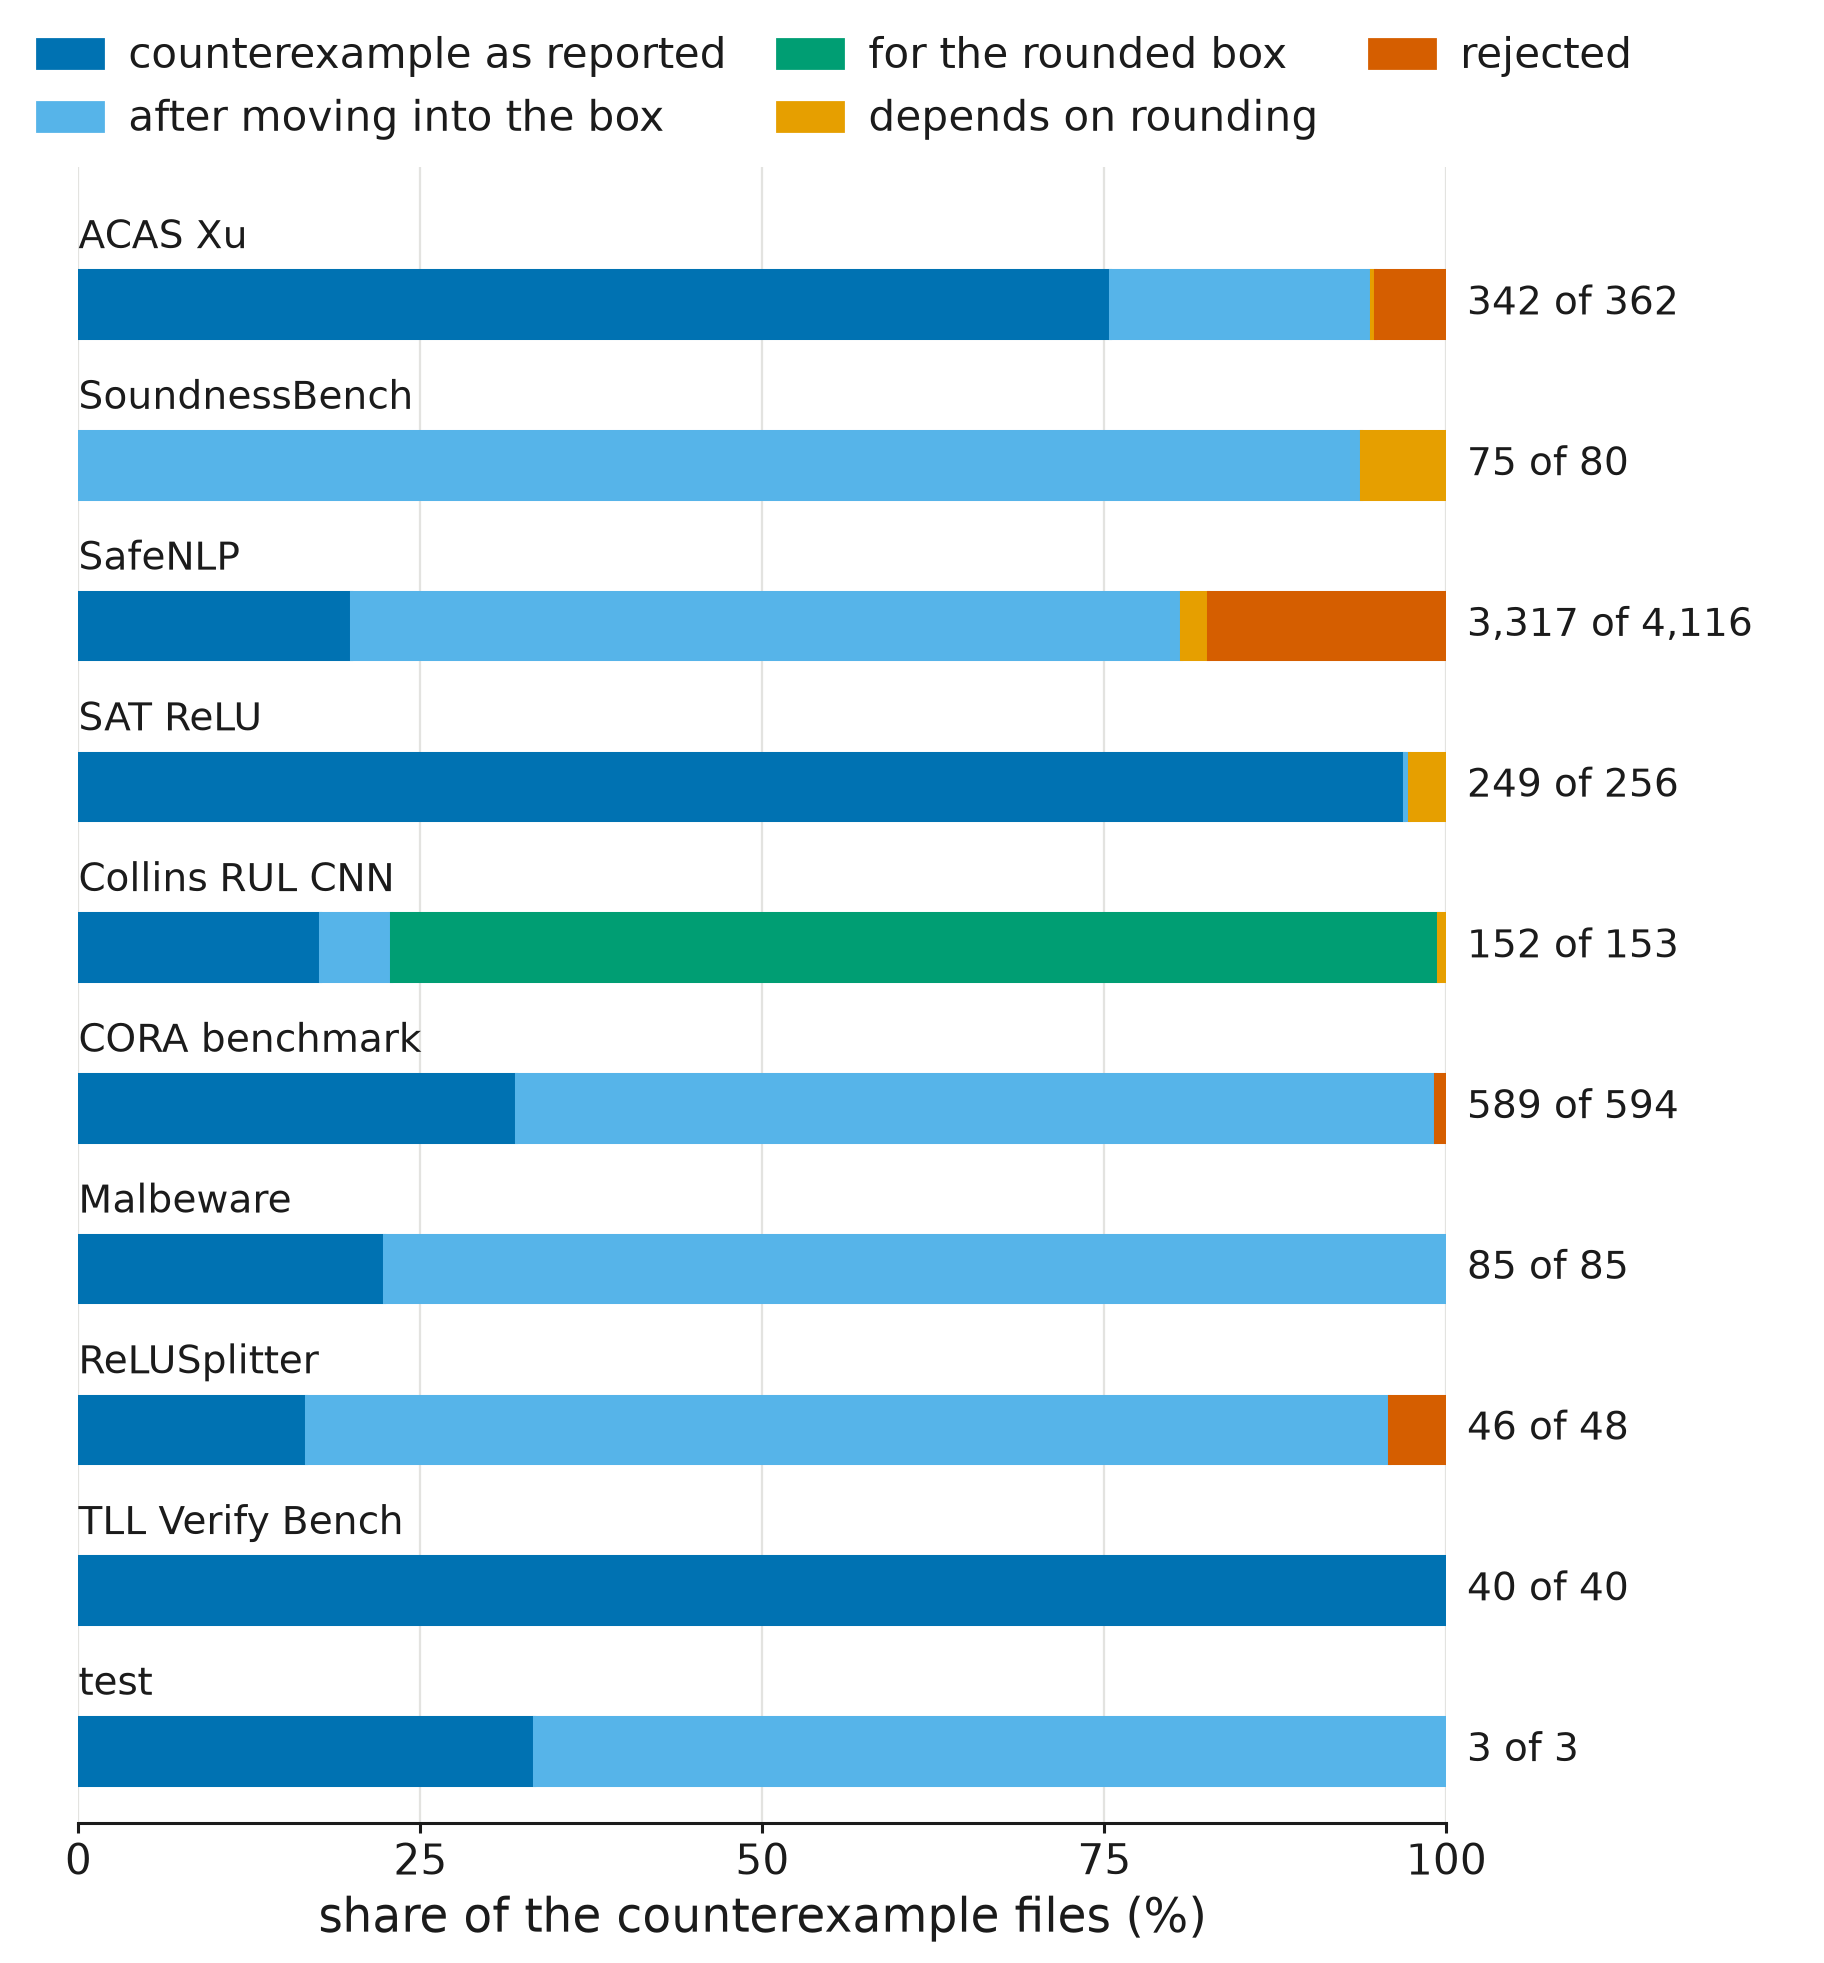 counterexample as reported
for the rounded box
rejected
after moving into the box
depends on rounding
ACAS Xu
342 of 362
SoundnessBench
75 of 80
SafeNLP
3,317 of 4,116
SAT ReLU
249 of 256
Collins RUL CNN
152 of 153
CORA benchmark
589 of 594
Malbeware
85 of 85
ReLUSplitter
46 of 48
TLL Verify Bench
40 of 40
test
3 of 3
0 25 50 75 100
share of the counterexample files (%)